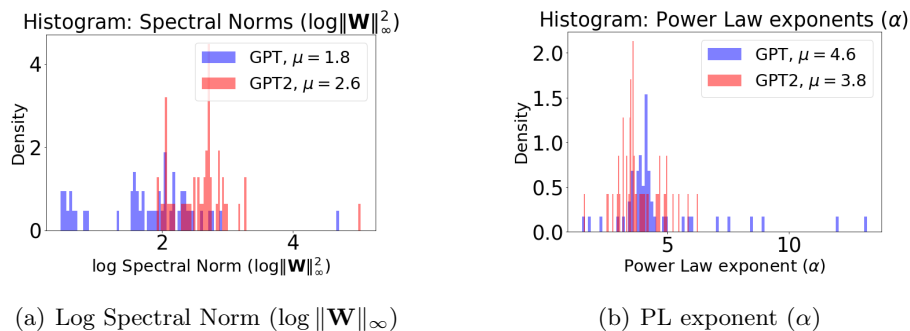 Histogram: Spectral Norms (log‖W‖²∞)
4
2
0
Density
GPT, μ = 1.8
GPT2, μ = 2.6
2
4
log Spectral Norm (log‖W‖²∞)
(a) Log Spectral Norm (log ‖W‖∞)
Histogram: Power Law exponents (α)
2.0
1.5
1.0
0.5
0.0
Density
GPT, μ = 4.6
GPT2, μ = 3.8
5
10
Power Law exponent (α)
(b) PL exponent (α)